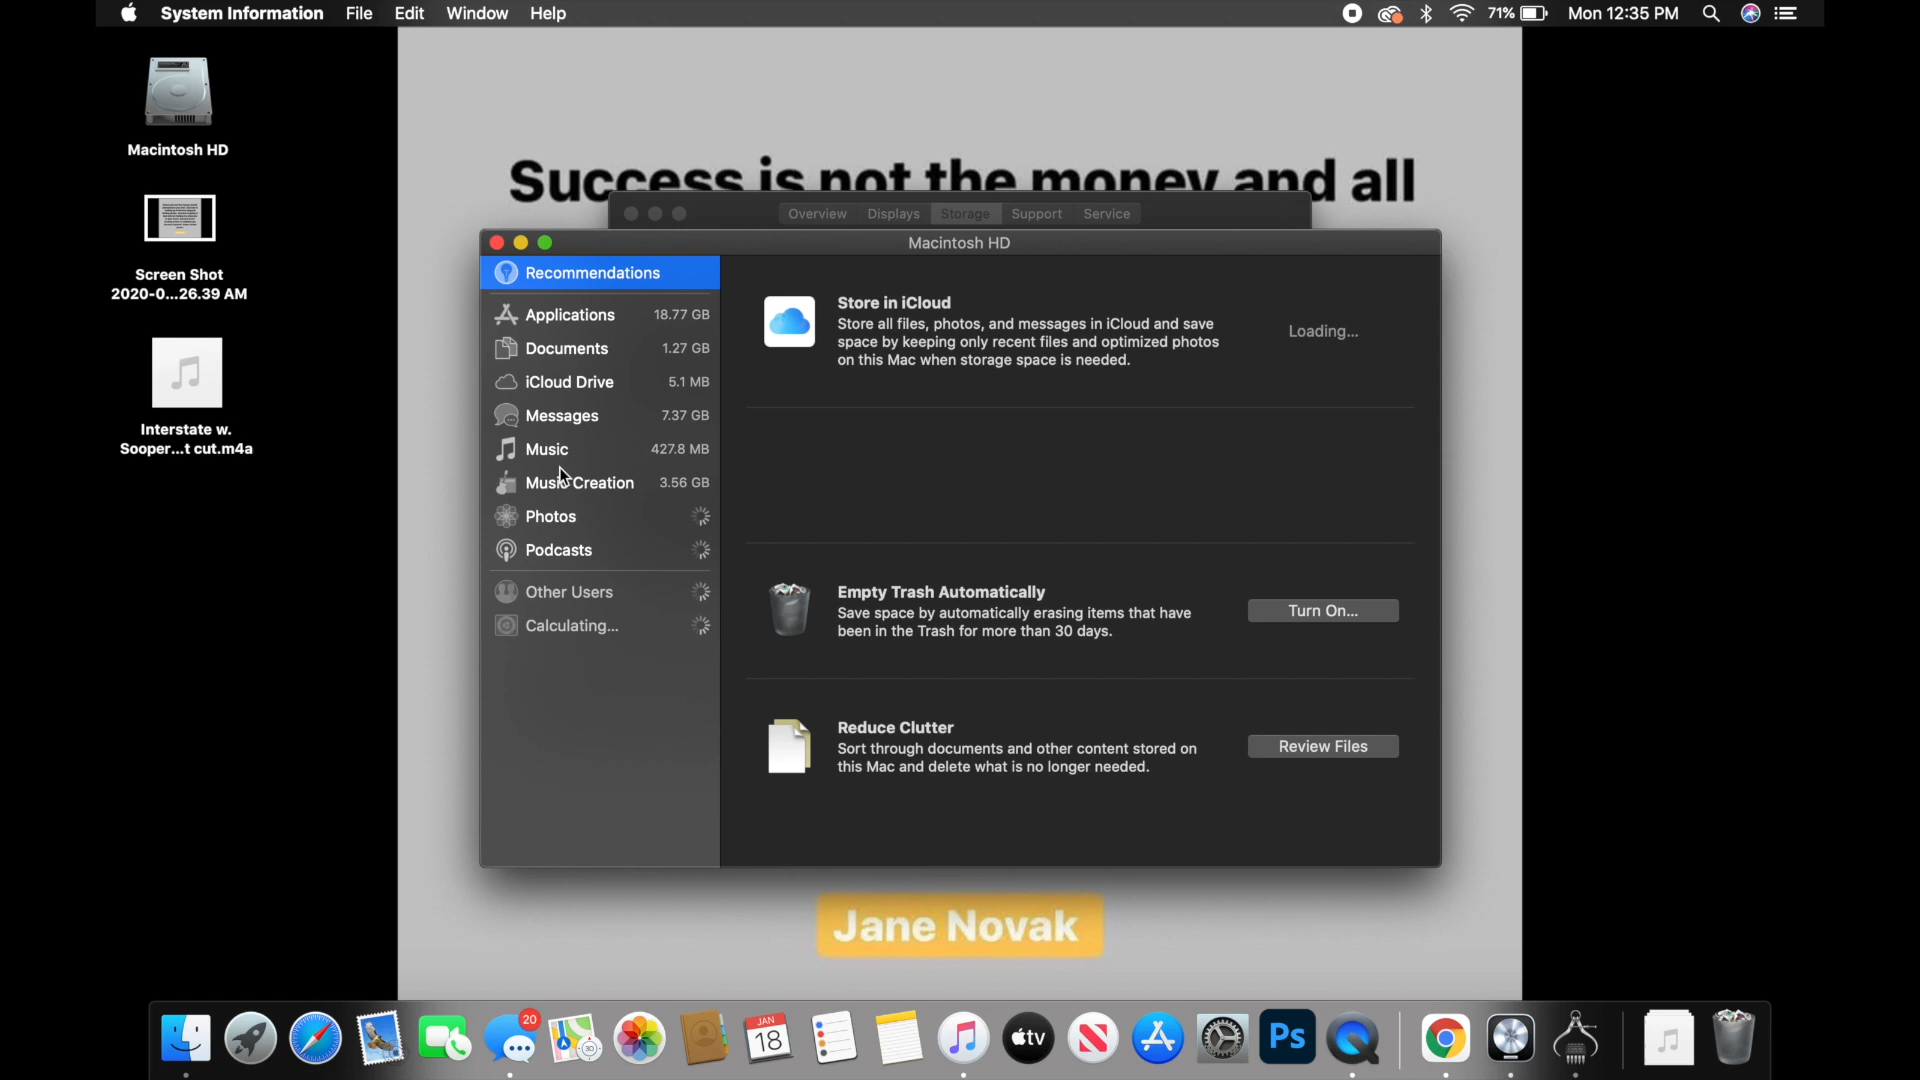 System Information File Edit Window Help 71% Mon 12:35 PM
Macintosh HD
Screen Shot
2020-0...26.39 AM
Interstate w.
Sooper...t cut.m4a
Success is not the money and all
Overview Displays Storage Support Service
Macintosh HD
Recommendations
Applications 18.77 GB
Documents 1.27 GB
iCloud Drive 5.1 MB
Messages 7.37 GB
Music 427.8 MB
Music Creation 3.56 GB
Photos
Podcasts
Other Users
Calculating...
Store in iCloud
Store all files, photos, and messages in iCloud and save
space by keeping only recent files and optimized photos
on this Mac when storage space is needed.
Loading...
Empty Trash Automatically
Save space by automatically erasing items that have
been in the Trash for more than 30 days.
Turn On...
Reduce Clutter
Sort through documents and other content stored on
this Mac and delete what is no longer needed.
Review Files
Jane Novak
20
3D
JAN
18
tv
Ps